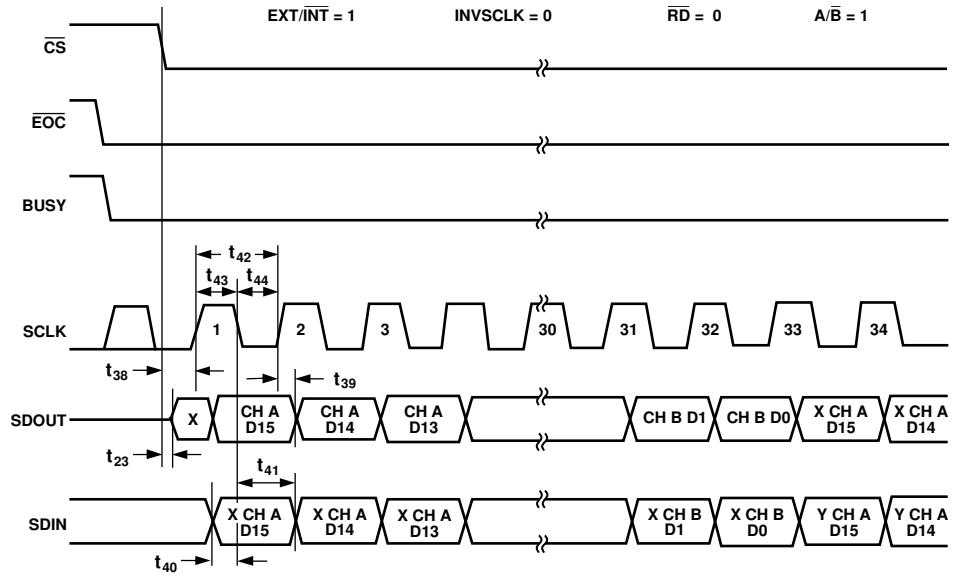 EXT/INT = 1 INVSCLK = 0 RD = 0 A/B = 1
CS
EOC
BUSY
t42
t43 t44
SCLK 1 2 3 30 31 32 33 34
t38
t39
SDOUT X CH A D15 CH A D14 CH A D13 CH B D1 CH B D0 X CH A D15 X CH A D14
t23
t41
SDIN X CH A D15 X CH A D14 X CH A D13 X CH B D1 X CH B D0 Y CH A D15 Y CH A D14
t40